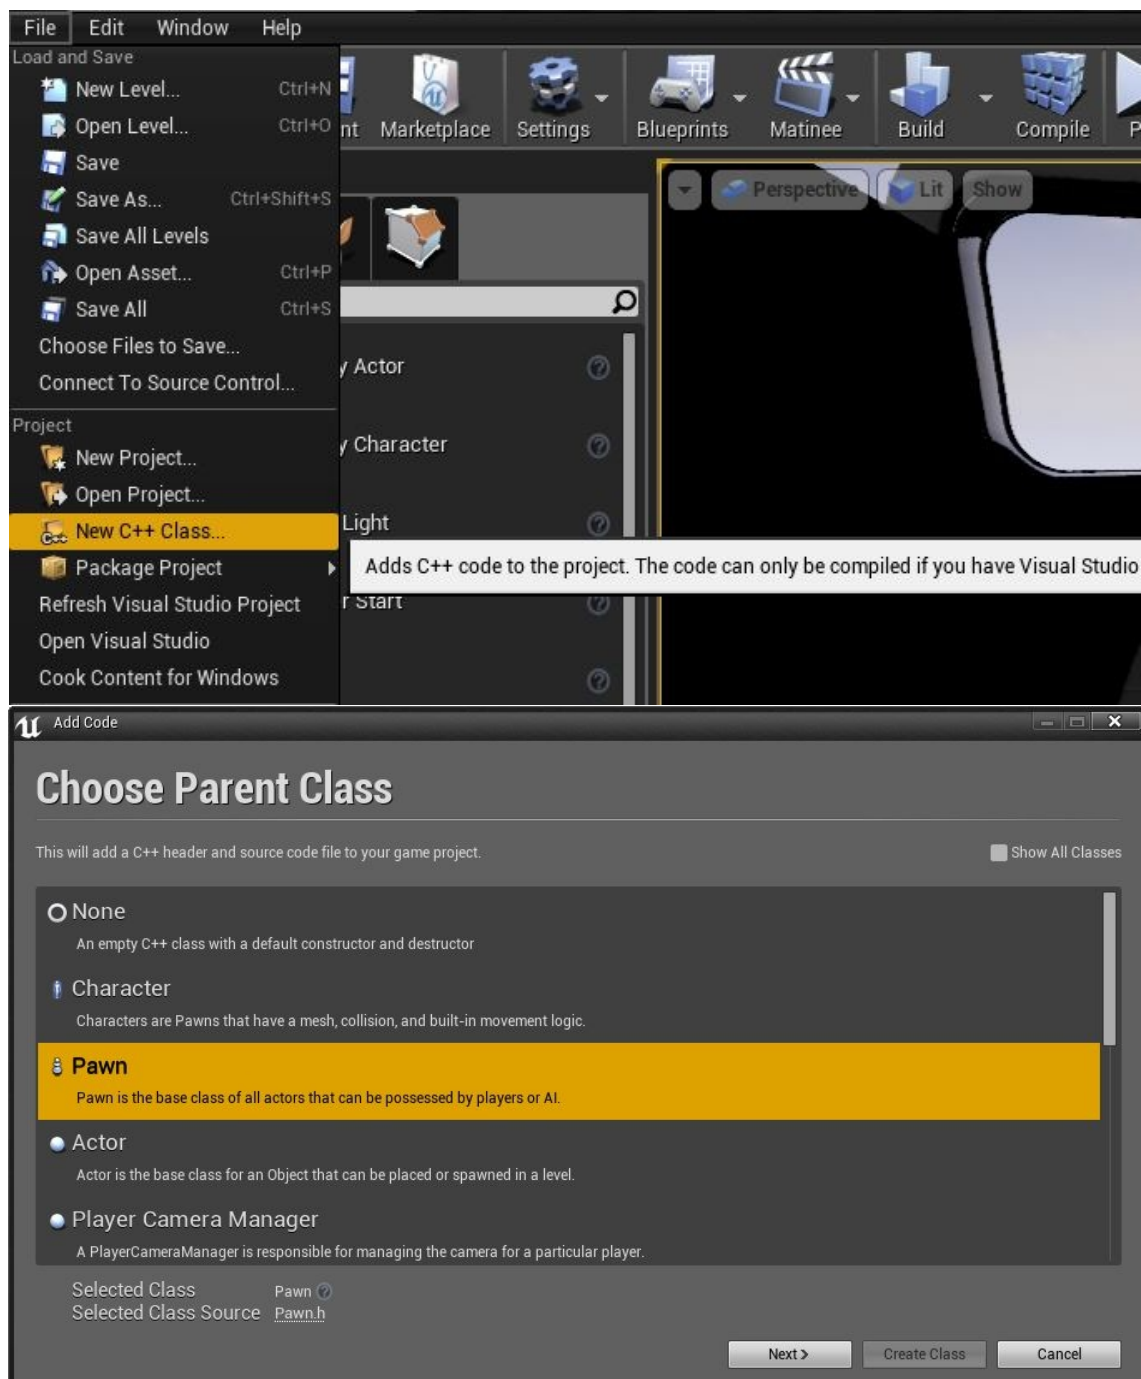 File Edit Window Help
Load and Save
New Level... Ctrl+N
Open Level... Ctrl+O
Save
Save As... Ctrl+Shift+S
Save All Levels
Open Asset... Ctrl+P
Save All Ctrl+S
Choose Files to Save...
Connect To Source Control...
Project
New Project...
Open Project...
New C++ Class...
Package Project
Refresh Visual Studio Project
Open Visual Studio
Cook Content for Windows
nt Marketplace Settings Blueprints Matinee Build Compile P
Perspective Lit Show
y Actor
y Character
Light
Adds C++ code to the project. The code can only be compiled if you have Visual Studio
r Start
Add Code
Choose Parent Class
This will add a C++ header and source code file to your game project.
Show All Classes
None
An empty C++ class with a default constructor and destructor
Character
Characters are Pawns that have a mesh, collision, and built-in movement logic.
Pawn
Pawn is the base class of all actors that can be possessed by players or AI.
Actor
Actor is the base class for an Object that can be placed or spawned in a level.
Player Camera Manager
A PlayerCameraManager is responsible for managing the camera for a particular player.
Selected Class Pawn
Selected Class Source Pawn.h
Next > Create Class Cancel